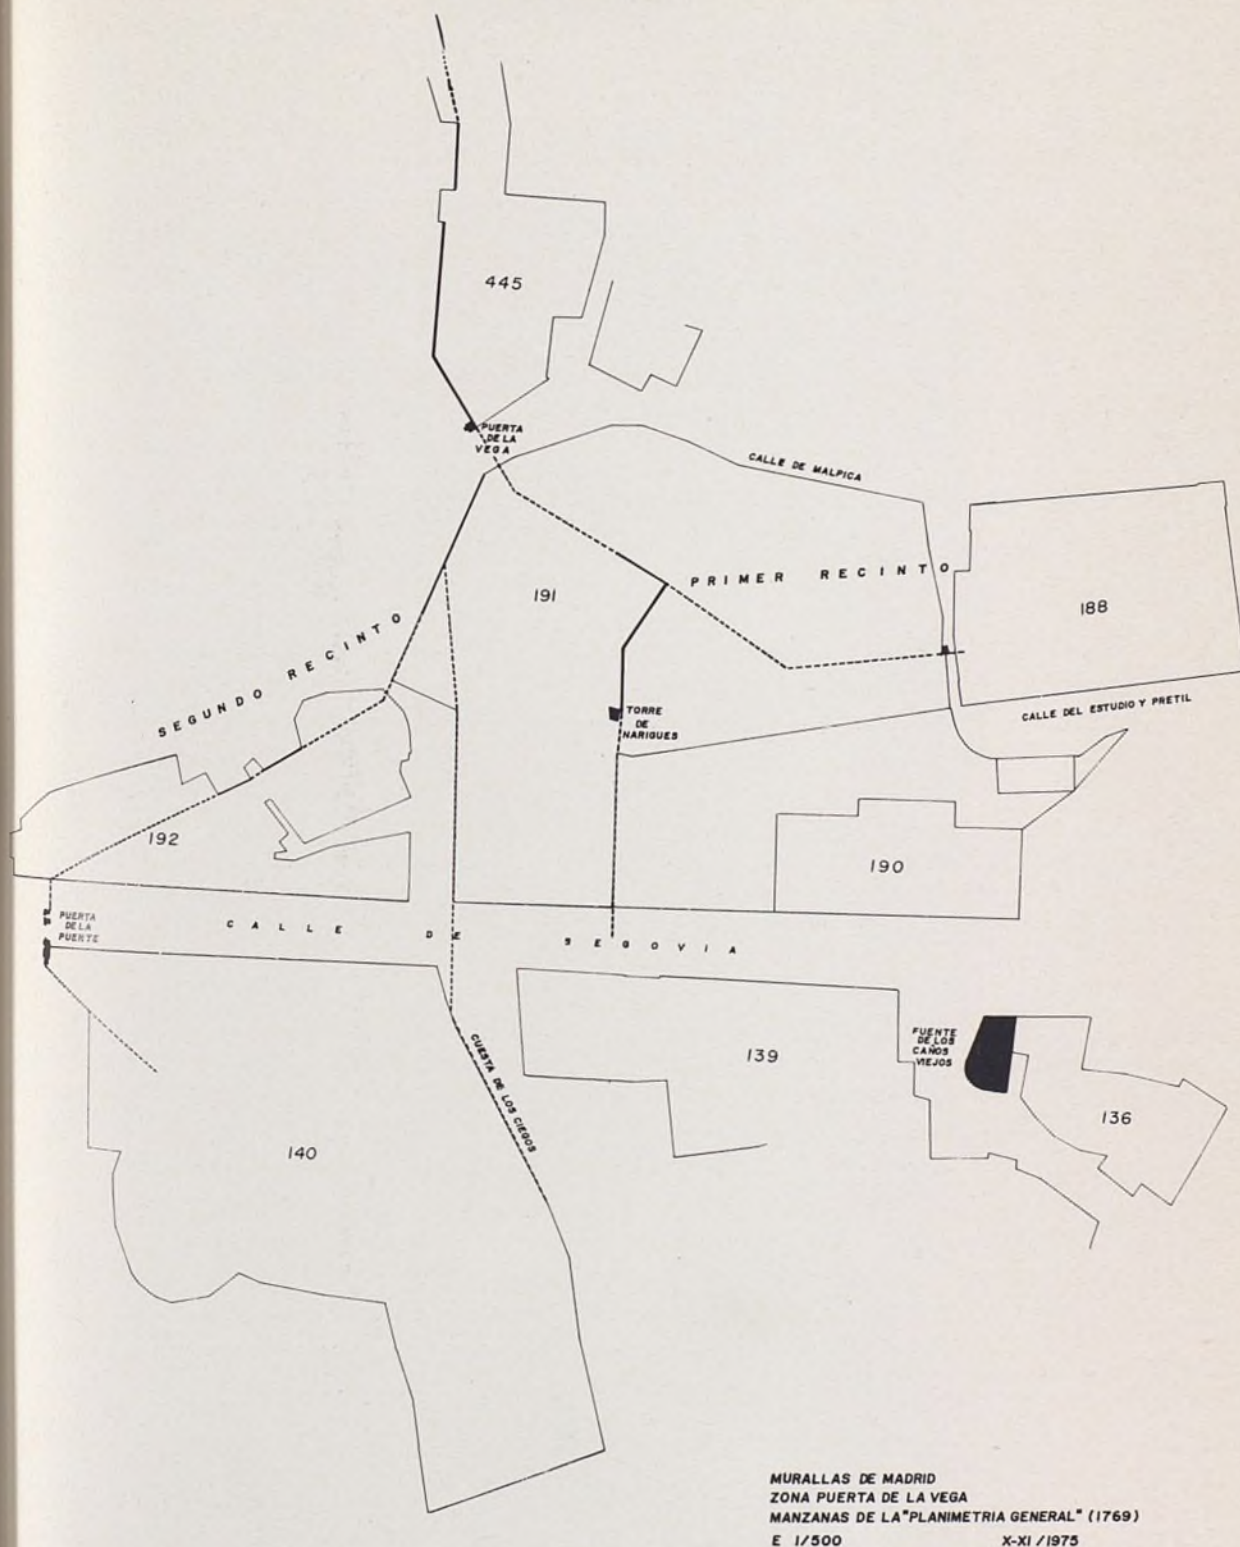 445
PUERTA
DE LA
VEGA
CALLE DE MALPICA
PRIMER RECINTO
191
188
SEGUNDO RECINTO
TORRE
DE
NARIGUES
CALLE DEL ESTUDIO Y PRETIL
192
190
PUERTA
DE LA
PUENTE
CALLE DE SEGOVIA
CUESTA DE LOS CIEGOS
139
FUENTE
DE LOS
CAÑOS
VIEJOS
136
140
MURALLAS DE MADRID
ZONA PUERTA DE LA VEGA
MANZANAS DE LA "PLANIMETRIA GENERAL" (1769)
E 1/500 X-XI/1975